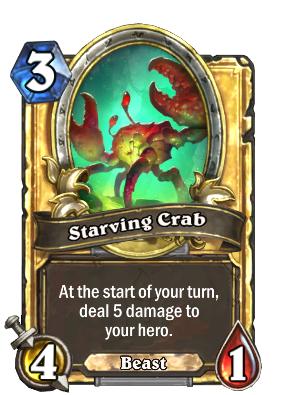 3
Starving Crab
At the start of your turn,
deal 5 damage to
your hero.
4
Beast
1